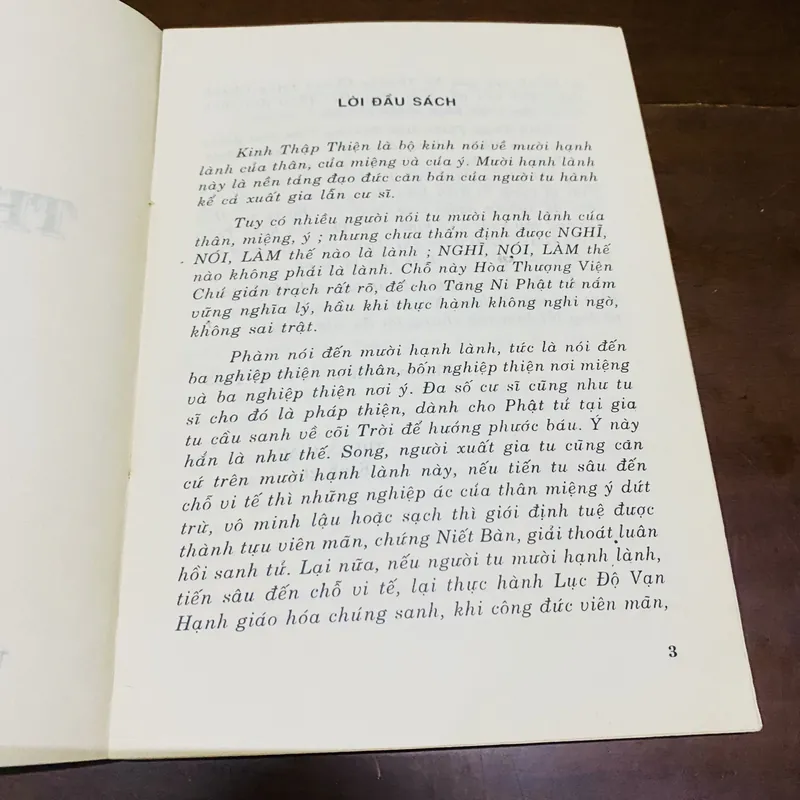 LỜI ĐẦU SÁCH
Kinh Thập Thiện là bộ kinh nói về mười hạnh
lành của thân, của miệng và của ý. Mười hạnh lành
này là nền tảng đạo đức căn bản của người tu hành
kể cả xuất gia lẫn cư sĩ.
Tuy có nhiều người nói tu mười hạnh lành của
thân, miệng, ý ; nhưng chưa thẩm định được NGHĨ,
NÓI, LÀM thế nào là lành ; NGHĨ, NÓI, LÀM thế
nào không phải là lành. Chỗ này Hòa Thượng Viện
Chủ giản trạch rất rõ, để cho Tăng Ni Phật tử nắm
vững nghĩa lý, hầu khi thực hành không nghi ngờ,
không sai trật.
Phàm nói đến mười hạnh lành, tức là nói đến
ba nghiệp thiện nơi thân, bốn nghiệp thiện nơi miệng
và ba nghiệp thiện nơi ý. Đa số cư sĩ cũng như tu
sĩ cho đó là pháp thiện, dành cho Phật tử tại gia
tu cầu sanh về cõi Trời để hưởng phước báu. Ý này
hẳn là như thế. Song, người xuất gia tu cũng căn
cứ trên mười hạnh lành này, nếu tiến tu sâu đến
chỗ vi tế thì những nghiệp ác của thân miệng ý dứt
trừ, vô minh lậu hoặc sạch thì giới định tuệ được
thành tựu viên mãn, chứng Niết Bàn, giải thoát luân
hồi sanh tử. Lại nữa, nếu người tu mười hạnh lành,
tiến sâu đến chỗ vi tế, lại thực hành Lục Độ Vạn
Hạnh giáo hóa chúng sanh, khi công đức viên mãn,
3